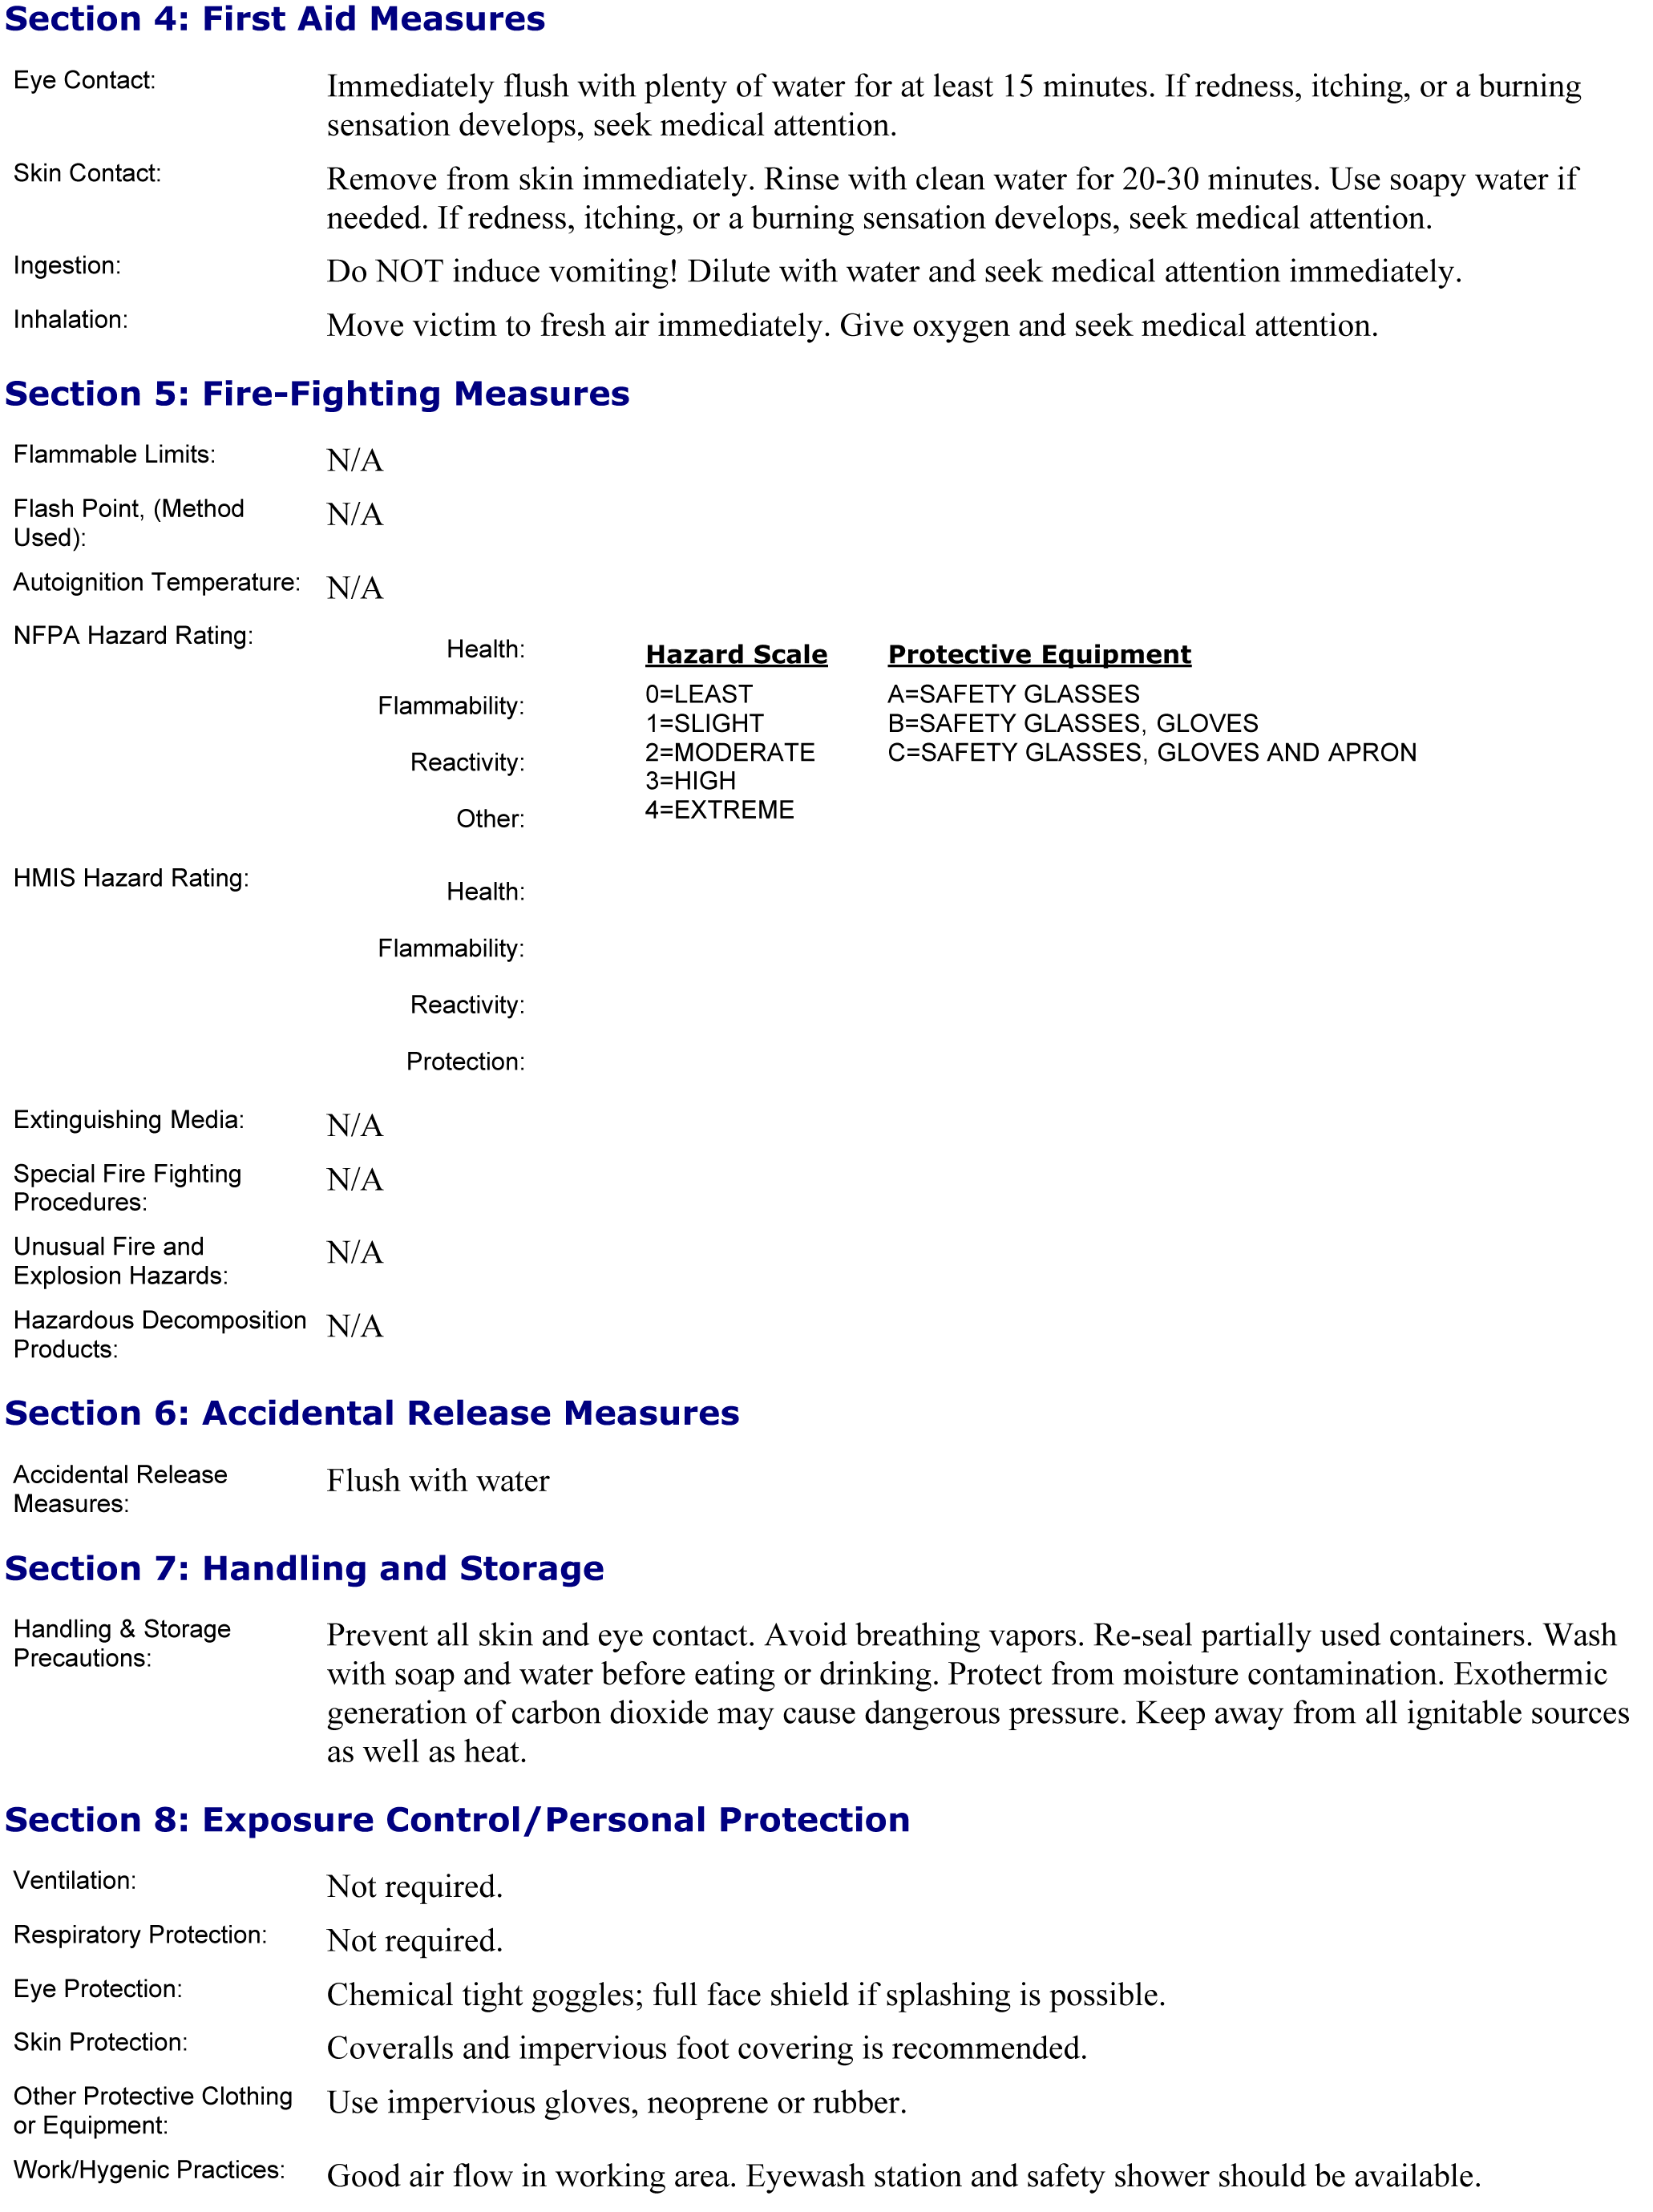 Section 4: First Aid Measures
Eye Contact:
Immediately flush with plenty of water for at least 15 minutes. If redness, itching, or a burning
sensation develops, seek medical attention.
Skin Contact:
Remove from skin immediately. Rinse with clean water for 20-30 minutes. Use soapy water if
needed. If redness, itching, or a burning sensation develops, seek medical attention.
Ingestion:
Do NOT induce vomiting! Dilute with water and seek medical attention immediately.
Inhalation:
Move victim to fresh air immediately. Give oxygen and seek medical attention.
Section 5: Fire-Fighting Measures
Flammable Limits:
N/A
Flash Point, (Method
Used):
N/A
Autoignition Temperature:
N/A
NFPA Hazard Rating:
Health:
Flammability:
Reactivity:
Other:
Hazard Scale
0=LEAST
1=SLIGHT
2=MODERATE
3=HIGH
4=EXTREME
Protective Equipment
A=SAFETY GLASSES
B=SAFETY GLASSES, GLOVES
C=SAFETY GLASSES, GLOVES AND APRON
HMIS Hazard Rating:
Health:
Flammability:
Reactivity:
Protection:
Extinguishing Media:
N/A
Special Fire Fighting
Procedures:
N/A
Unusual Fire and
Explosion Hazards:
N/A
Hazardous Decomposition
Products:
N/A
Section 6: Accidental Release Measures
Accidental Release
Measures:
Flush with water
Section 7: Handling and Storage
Handling & Storage
Precautions:
Prevent all skin and eye contact. Avoid breathing vapors. Re-seal partially used containers. Wash
with soap and water before eating or drinking. Protect from moisture contamination. Exothermic
generation of carbon dioxide may cause dangerous pressure. Keep away from all ignitable sources
as well as heat.
Section 8: Exposure Control/Personal Protection
Ventilation:
Not required.
Respiratory Protection:
Not required.
Eye Protection:
Chemical tight goggles; full face shield if splashing is possible.
Skin Protection:
Coveralls and impervious foot covering is recommended.
Other Protective Clothing
or Equipment:
Use impervious gloves, neoprene or rubber.
Work/Hygenic Practices:
Good air flow in working area. Eyewash station and safety shower should be available.